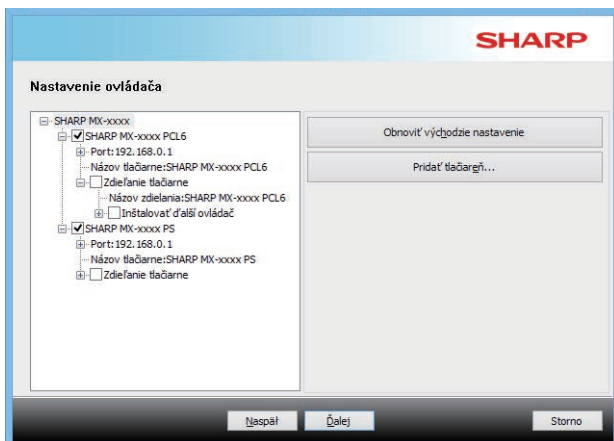 SHARP
Nastavenie ovládača
SHARP MX-xxxx
SHARP MX-xxxx PCL6
Port:192.168.0.1
Názov tlačiarne:SHARP MX-xxxx PCL6
Zdieľanie tlačiarne
Názov zdielania:SHARP MX-xxxx PCL6
Inštalovať ďalší ovládač
SHARP MX-xxxx PS
Port:192.168.0.1
Názov tlačiarne:SHARP MX-xxxx PS
Zdieľanie tlačiarne
Obnoviť východzie nastavenie
Pridať tlačiareň...
Naspäť
Ďalej
Storno